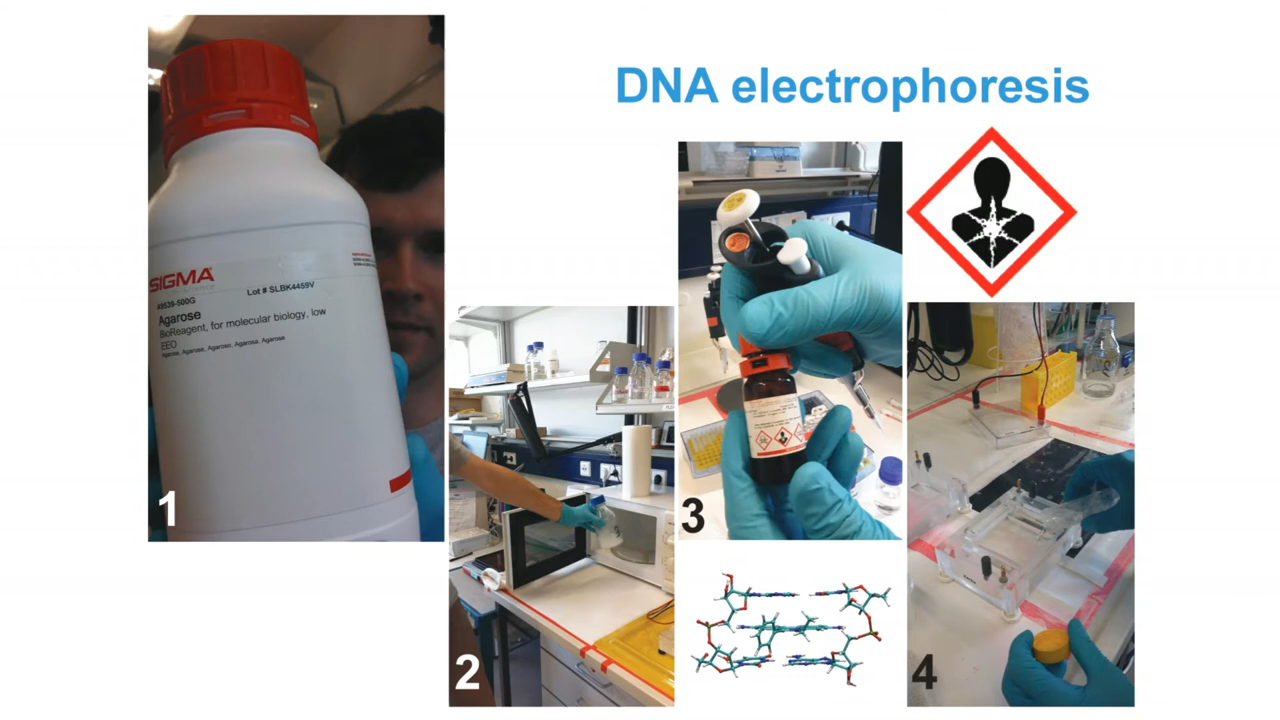 DNA electrophoresis
SIGMA
Lot # SLBK4459V
A9539-500G
Agarose
BioReagent, for molecular biology, low
EEO
Agarose, Agarose, Agarose, Agarosa, Agarose
1
2
3
4